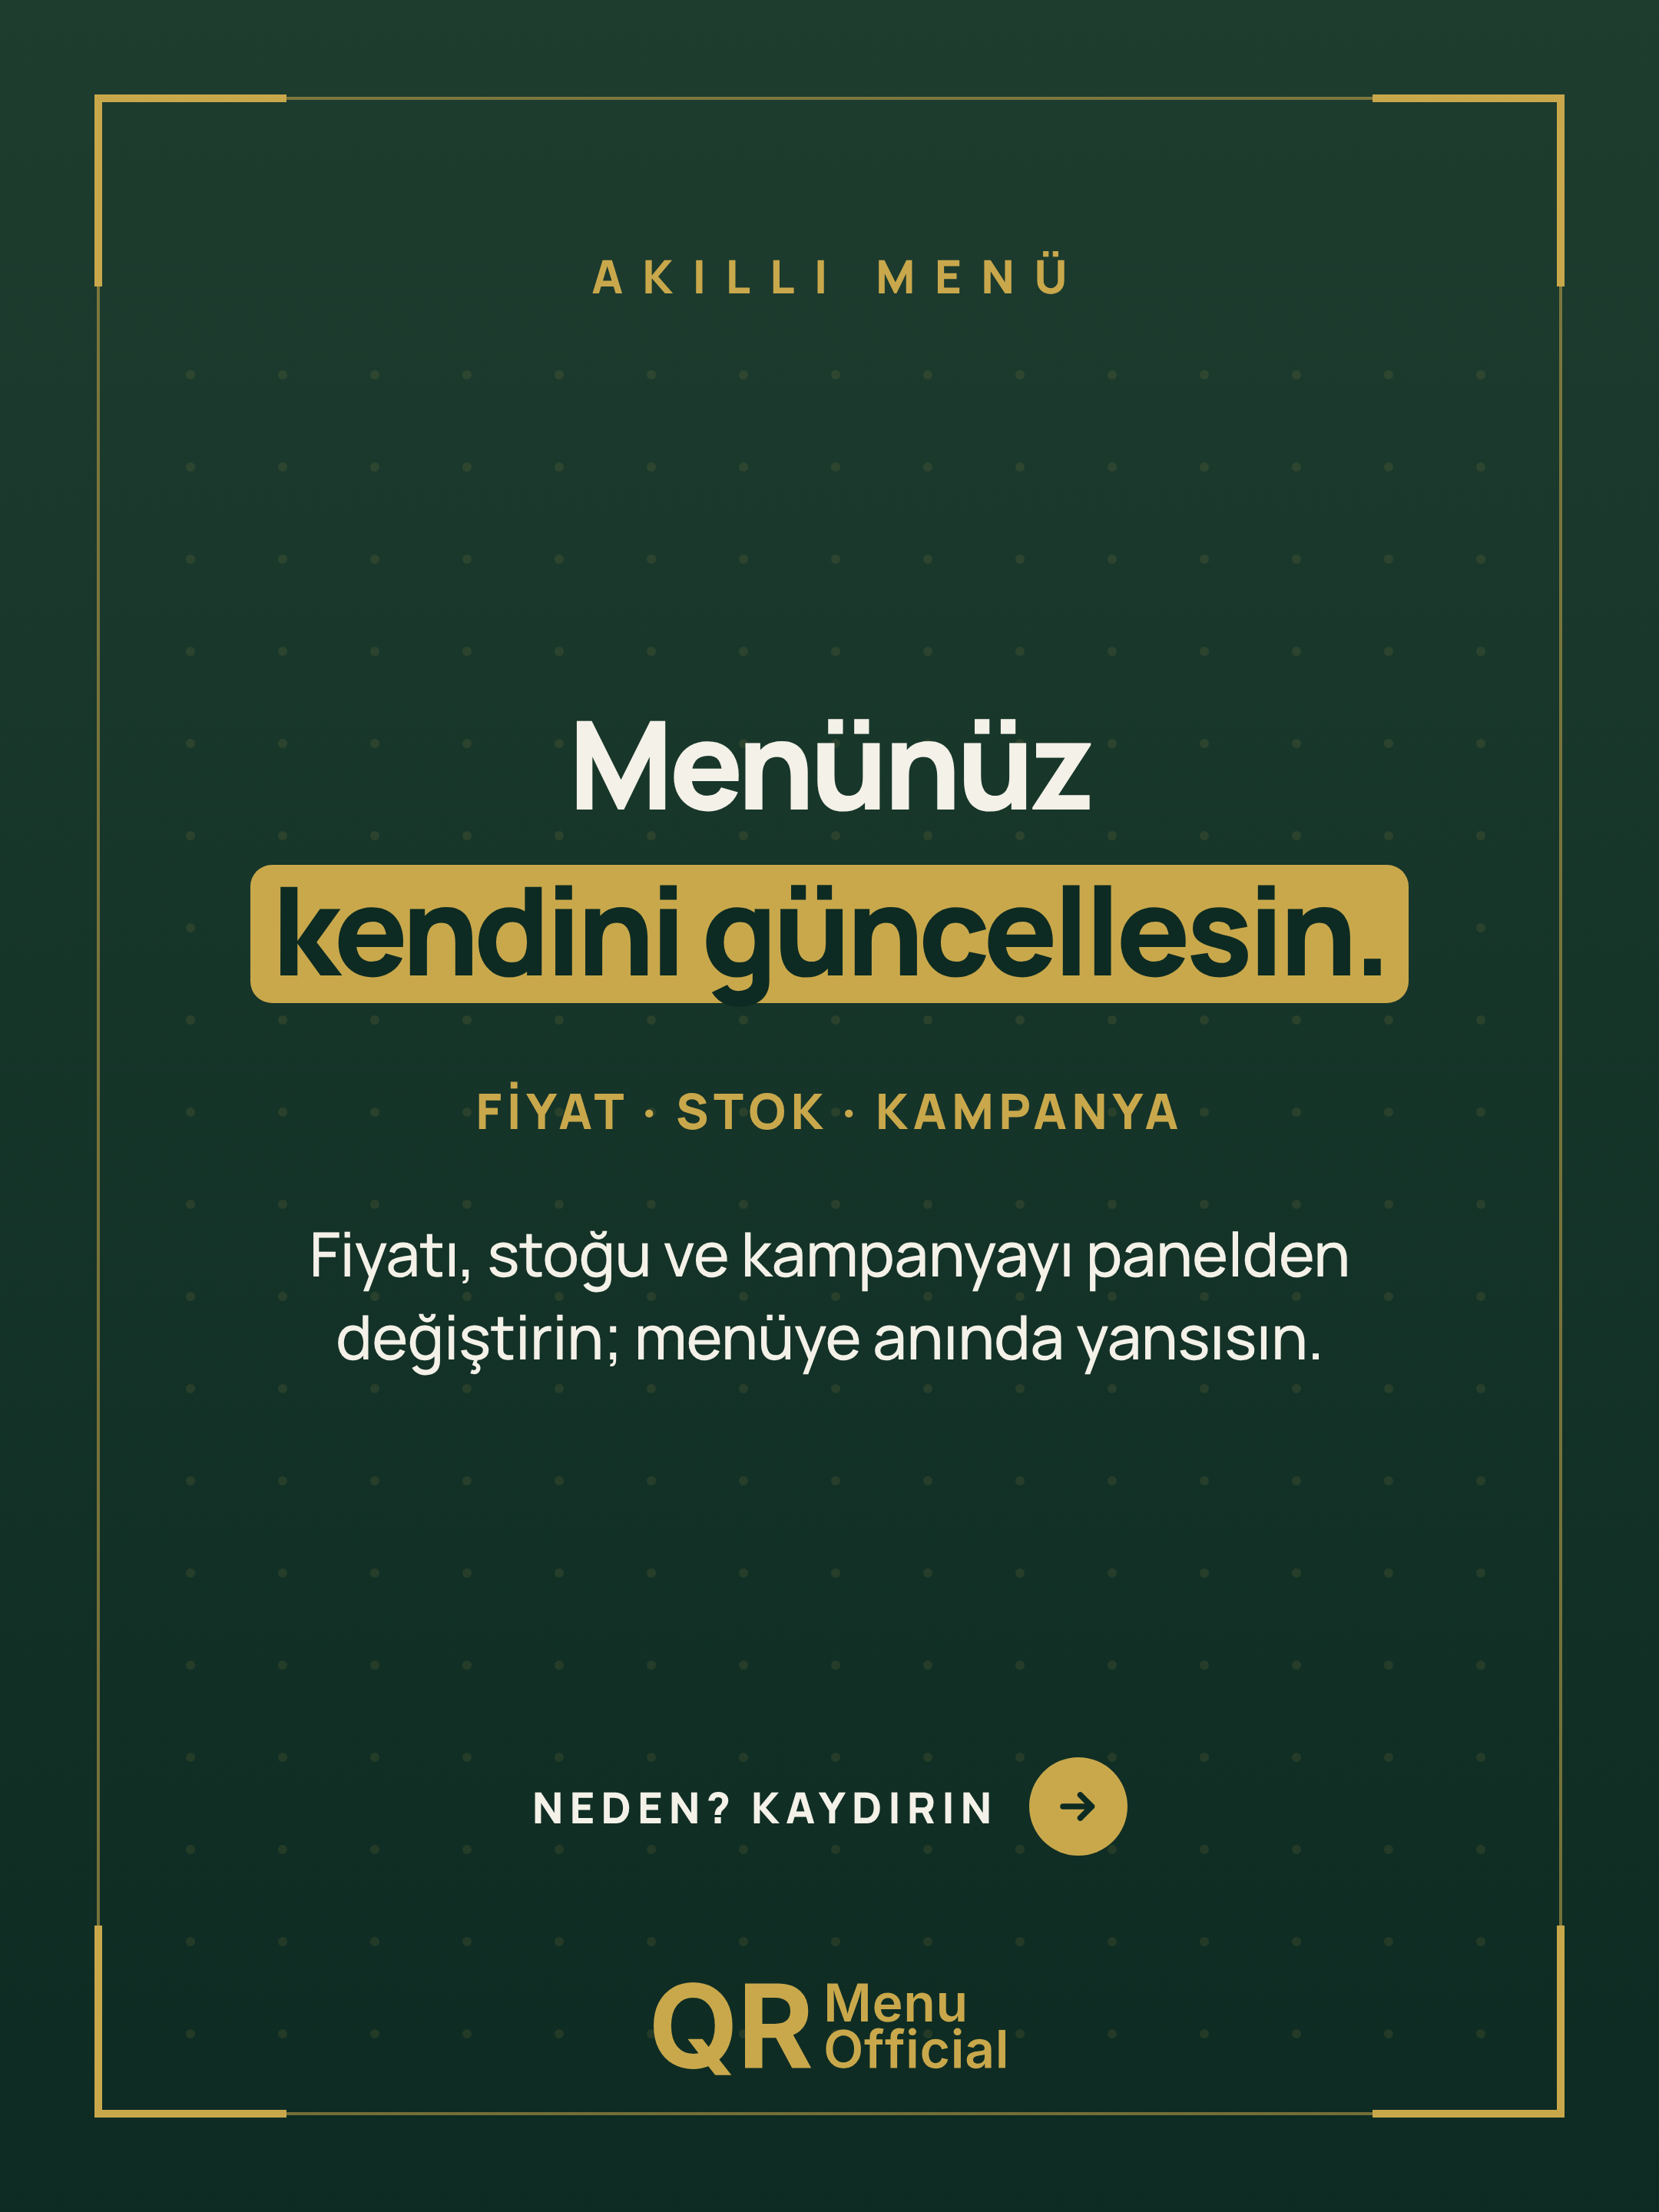 AKILLI MENÜ
Menünüz
kendini güncellesin.
FİYAT · STOK · KAMPANYA
Fiyatı, stoğu ve kampanyayı panelden
değiştirin; menüye anında yansısın.
NEDEN? KAYDIRIN
QR Menu
Official